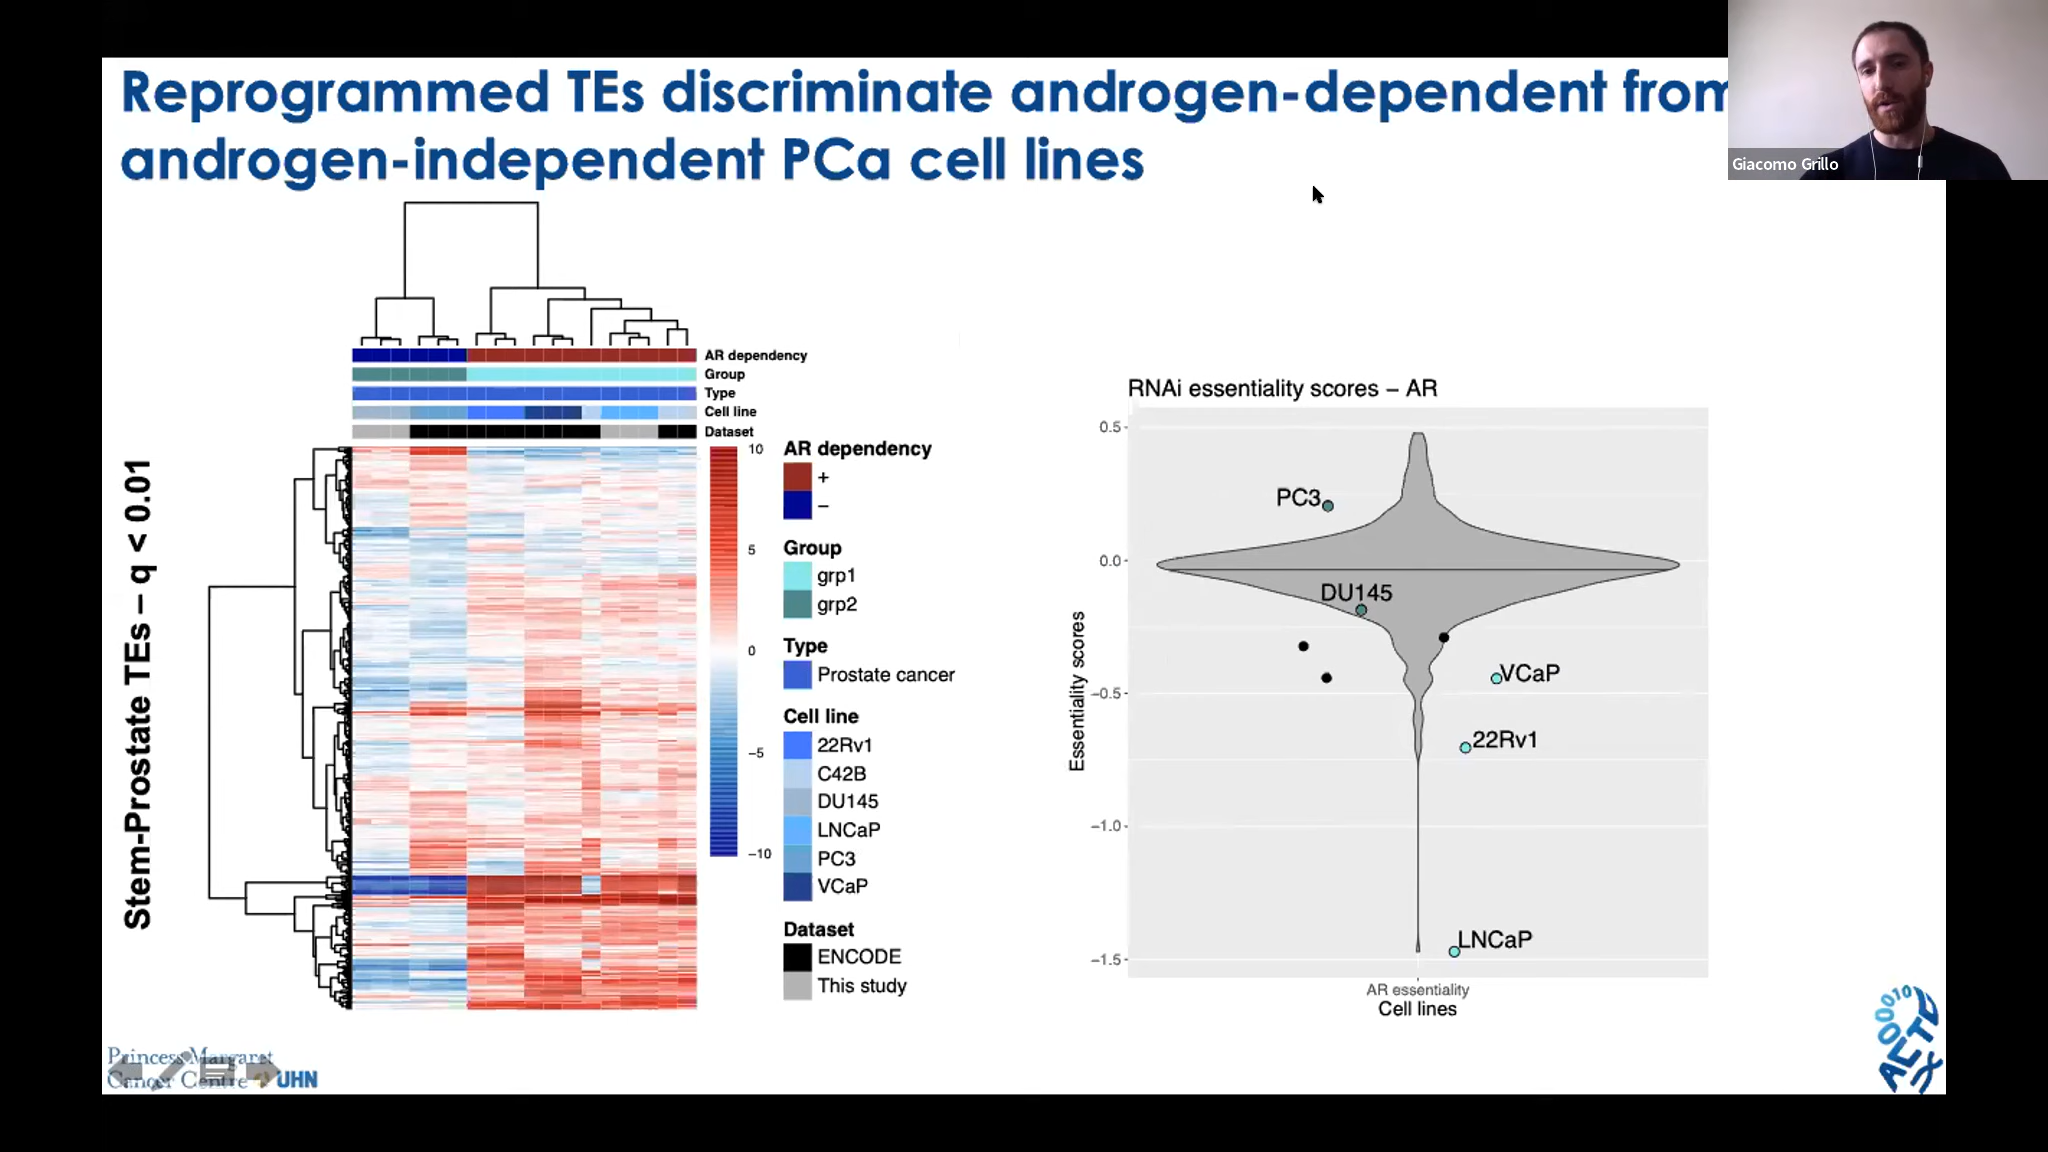 Reprogrammed TEs discriminate androgen-dependent from
androgen-independent PCa cell lines
Giacomo Grillo
AR dependency
Group
Type
Cell line
Dataset
Stem-Prostate TEs – q < 0.01
10
5
0
−5
−10
AR dependency
+
−
Group
grp1
grp2
Type
Prostate cancer
Cell line
22Rv1
C42B
DU145
LNCaP
PC3
VCaP
Dataset
ENCODE
This study
RNAi essentiality scores – AR
Essentiality scores
0.5
0.0
−0.5
−1.0
−1.5
PC3
DU145
VCaP
22Rv1
LNCaP
AR essentiality
Cell lines
Princess Margaret
Cancer Centre UHN